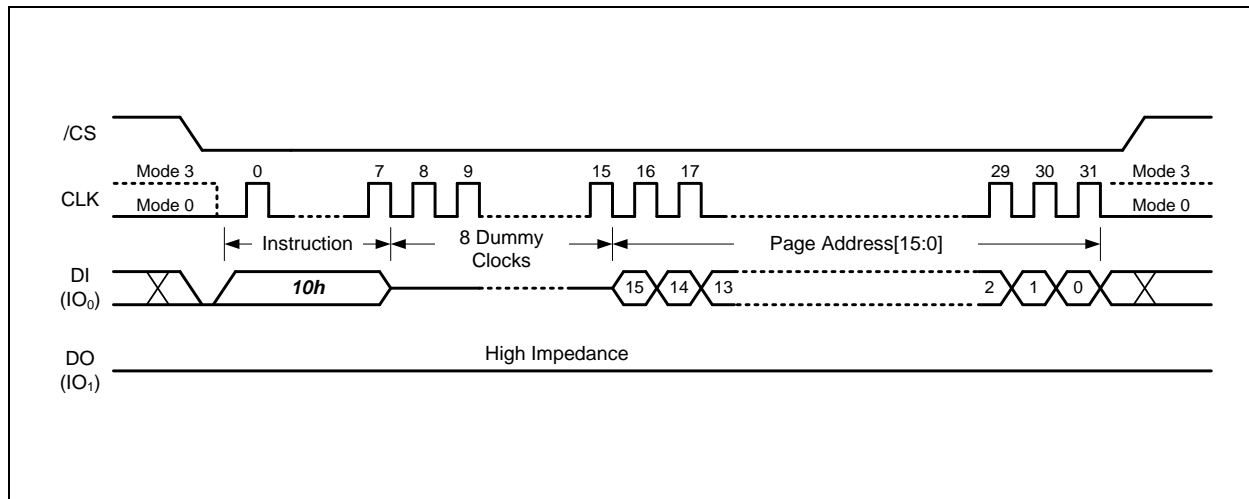 /CS
Mode 3 0 7 8 9 15 16 17 29 30 31 Mode 3
CLK
Mode 0 Mode 0
Instruction 8 Dummy Clocks Page Address[15:0]
DI
(IO₀)
10h 15 14 13 2 1 0
High Impedance
DO
(IO₁)